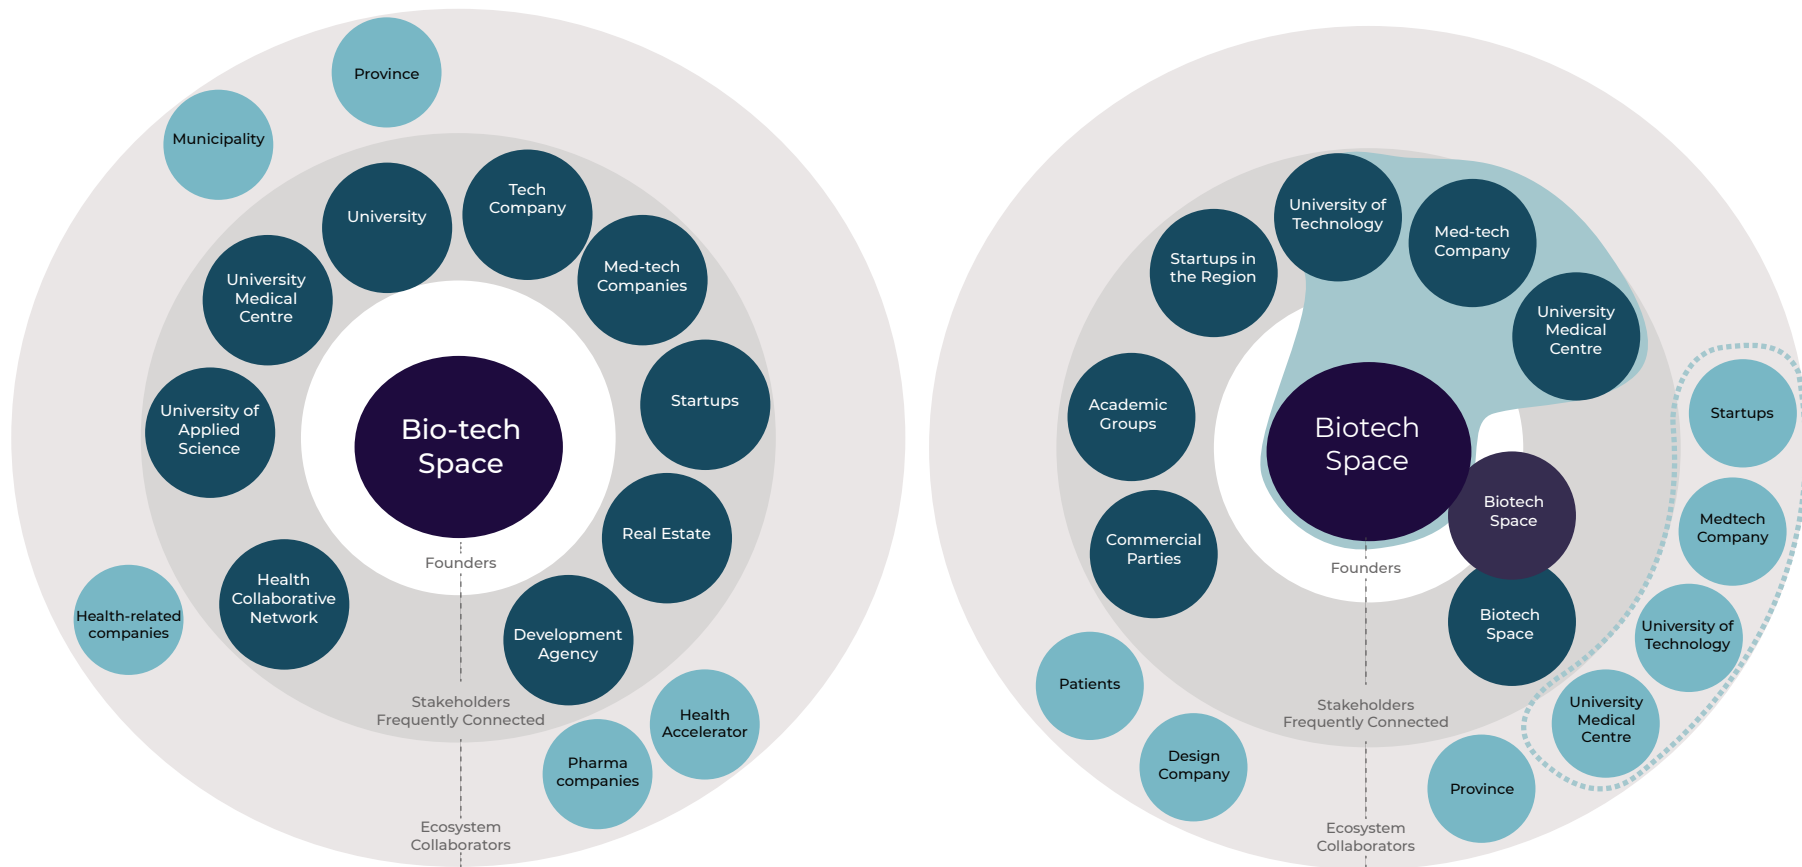 Province
Municipality
University
Tech
Company
Med-tech
Companies
University
Medical
Centre
Startups
University of
Applied
Science
Bio-tech
Space
Real Estate
Founders
Health
Collaborative
Network
Health-related
companies
Development
Agency
Stakeholders
Frequently Connected
Health
Accelerator
Pharma
companies
Ecosystem
Collaborators
University of
Technology
Med-tech
Company
Startups in
the Region
University
Medical
Centre
Academic
Groups
Startups
Biotech
Space
Biotech
Space
Medtech
Company
Commercial
Parties
Founders
Biotech
Space
University of
Technology
Patients
Stakeholders
Frequently Connected
University
Medical
Centre
Design
Company
Province
Ecosystem
Collaborators